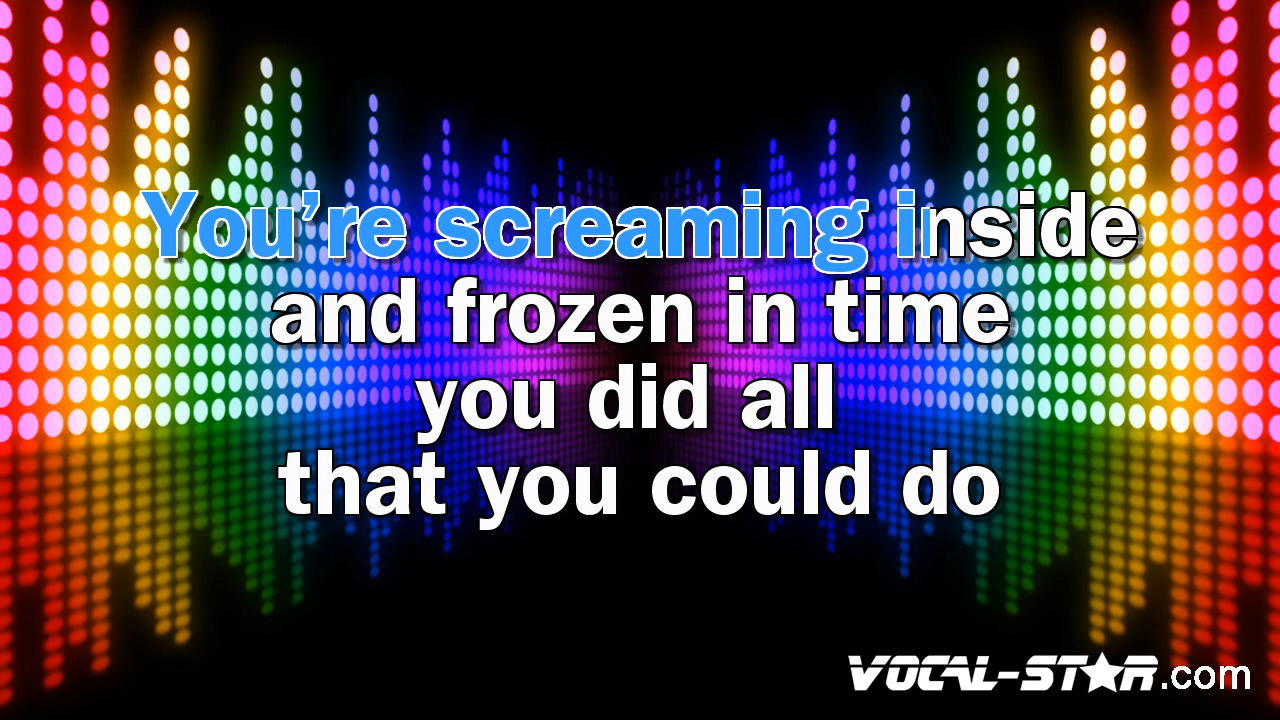 You're screaming inside
and frozen in time
you did all
that you could do
VOCAL-STAR.com